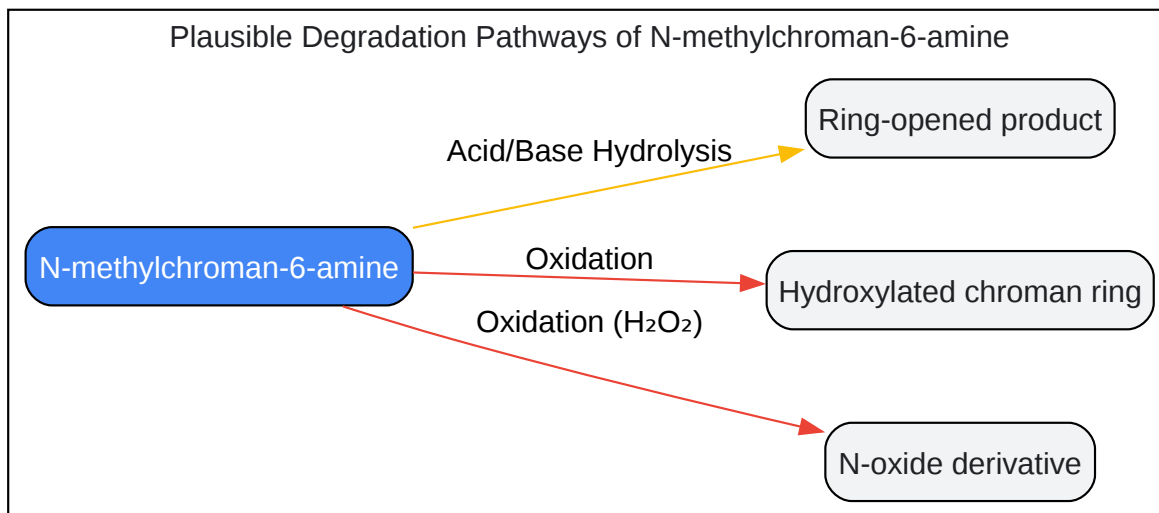 Plausible Degradation Pathways of N-methylchroman-6-amine
Ring-opened product
Acid/Base Hydrolysis
N-methylchroman-6-amine
Oxidation
Hydroxylated chroman ring
Oxidation (H₂O₂)
N-oxide derivative